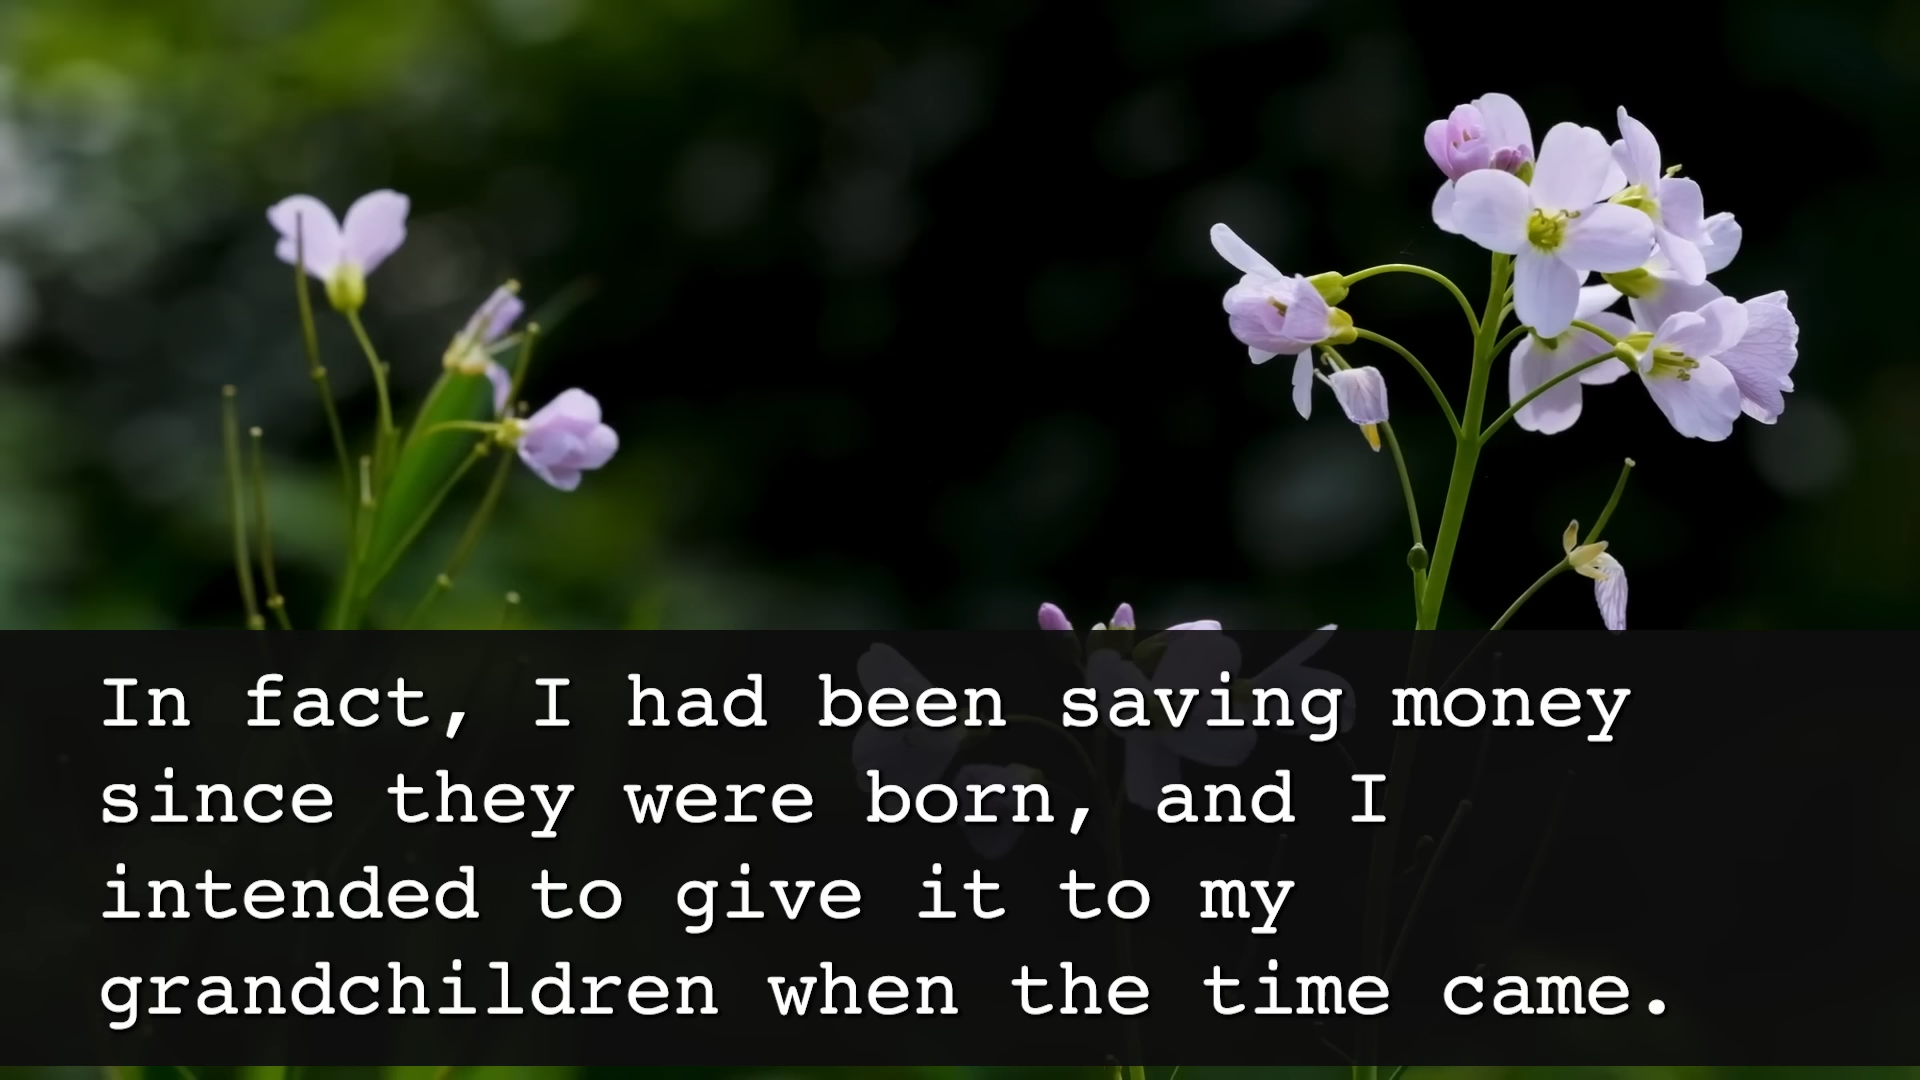 In fact, I had been saving money
since they were born, and I
intended to give it to my
grandchildren when the time came.